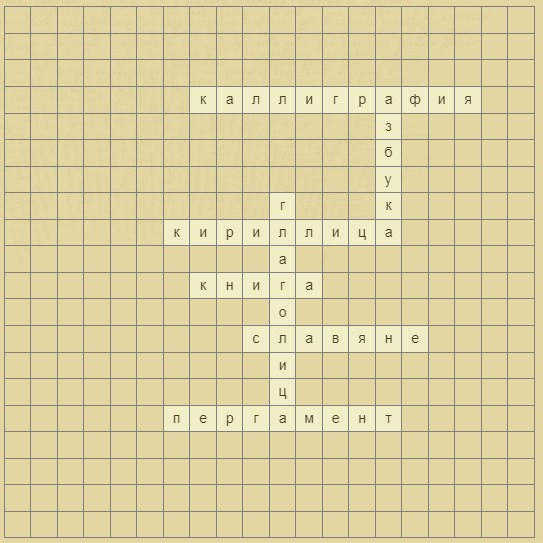 каллиграфия
азбука
глаголица
кириллица
книга
славяне
пергамент